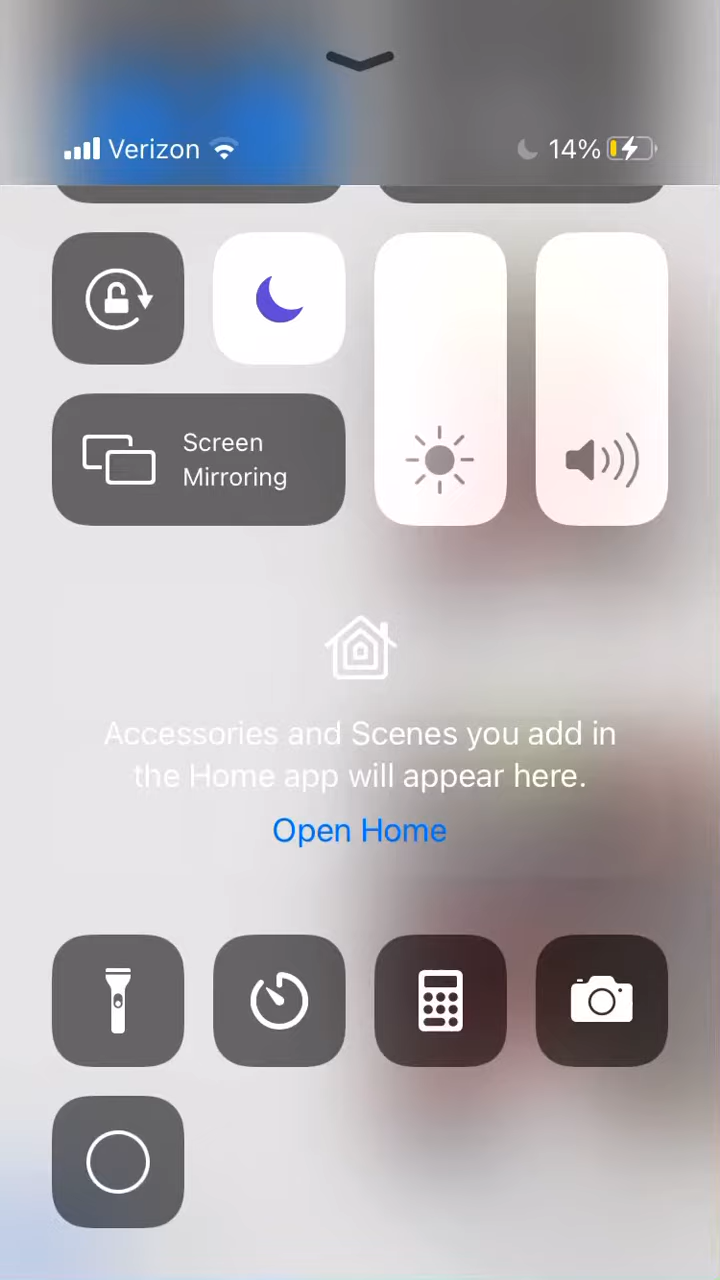 Verizon 14%
Screen
Mirroring
Accessories and Scenes you add in
the Home app will appear here.
Open Home